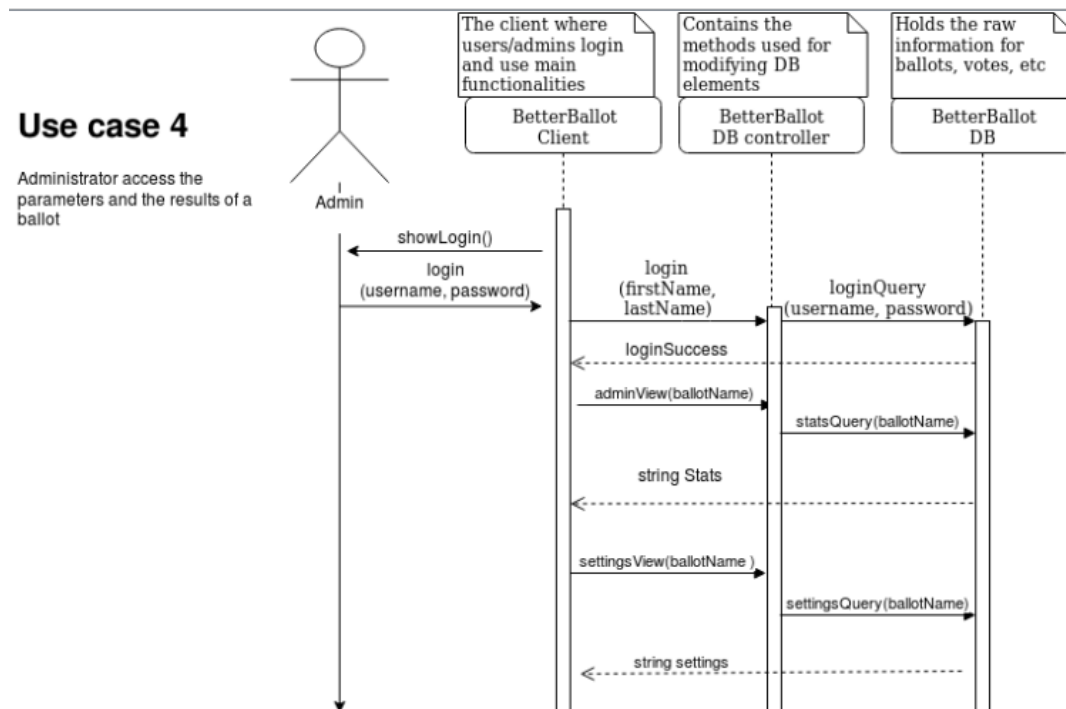 The client where
users/admins login
and use main
functionalities
Contains the
methods used for
modifying DB
elements
Holds the raw
information for
ballots, votes, etc
BetterBallot
Client
BetterBallot
DB controller
BetterBallot
DB
Use case 4
Administrator access the
parameters and the results of a
ballot
Admin
showLogin()
login
(username, password)
login
(firstName,
lastName)
loginQuery
(username, password)
loginSuccess
adminView(ballotName)
statsQuery(ballotName)
string Stats
settingsView(ballotName )
settingsQuery(ballotName)
string settings